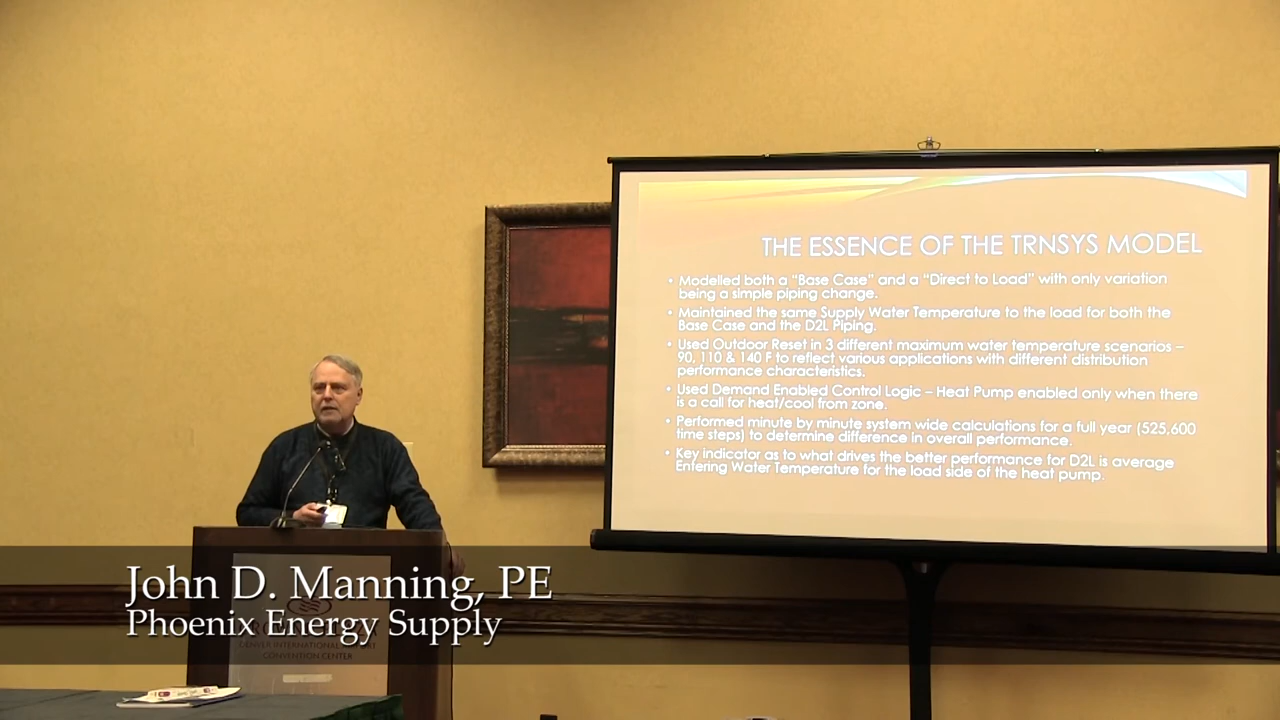 THE ESSENCE OF THE TRNSYS MODEL
• Modelled both a “Base Case” and a “Direct to Load” with only variation
being a simple piping change.
• Maintained the same Supply Water Temperature to the load for both the
Base Case and the D2L Piping.
• Used Outdoor Reset in 3 different maximum water temperature scenarios –
90, 110 & 140 F to reflect various applications with different distribution
performance characteristics.
• Used Demand Enabled Control Logic – Heat Pump enabled only when there
is a call for heat/cool from zone.
• Performed minute by minute system wide calculations for a full year (525,600
time steps) to determine difference in overall performance.
• Key indicator as to what drives the better performance for D2L is average
Entering Water Temperature for the load side of the heat pump.
John D. Manning, PE
Phoenix Energy Supply
DENVER INTERNATIONAL
CONVENTION CENTER